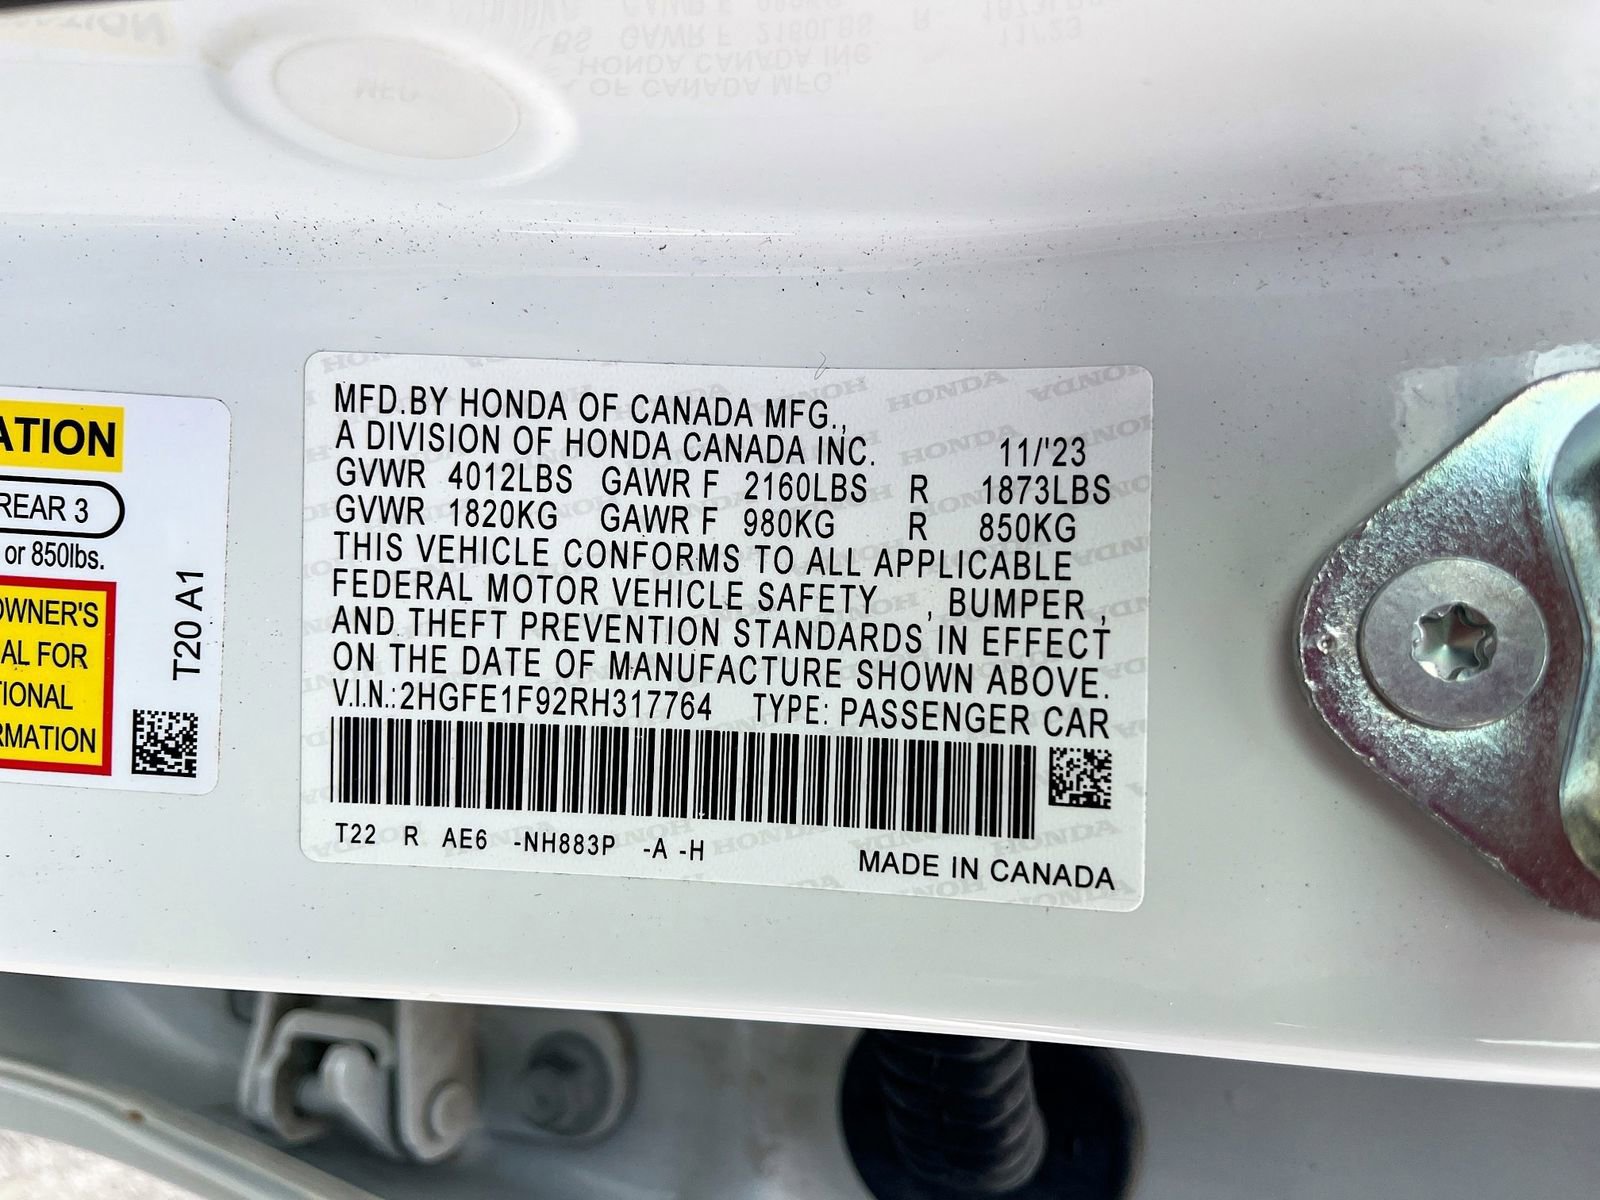 ATION
REAR 3
or 850lbs.
OWNER'S
AL FOR
TIONAL
RMATION
T20 A1
MFD.BY HONDA OF CANADA MFG.,
A DIVISION OF HONDA CANADA INC. 11/'23
GVWR 4012LBS GAWR F 2160LBS R 1873LBS
GVWR 1820KG GAWR F 980KG R 850KG
THIS VEHICLE CONFORMS TO ALL APPLICABLE
FEDERAL MOTOR VEHICLE SAFETY , BUMPER ,
AND THEFT PREVENTION STANDARDS IN EFFECT
ON THE DATE OF MANUFACTURE SHOWN ABOVE.
V.I.N.:2HGFE1F92RH317764 TYPE: PASSENGER CAR
T22 R AE6 -NH883P -A -H
MADE IN CANADA